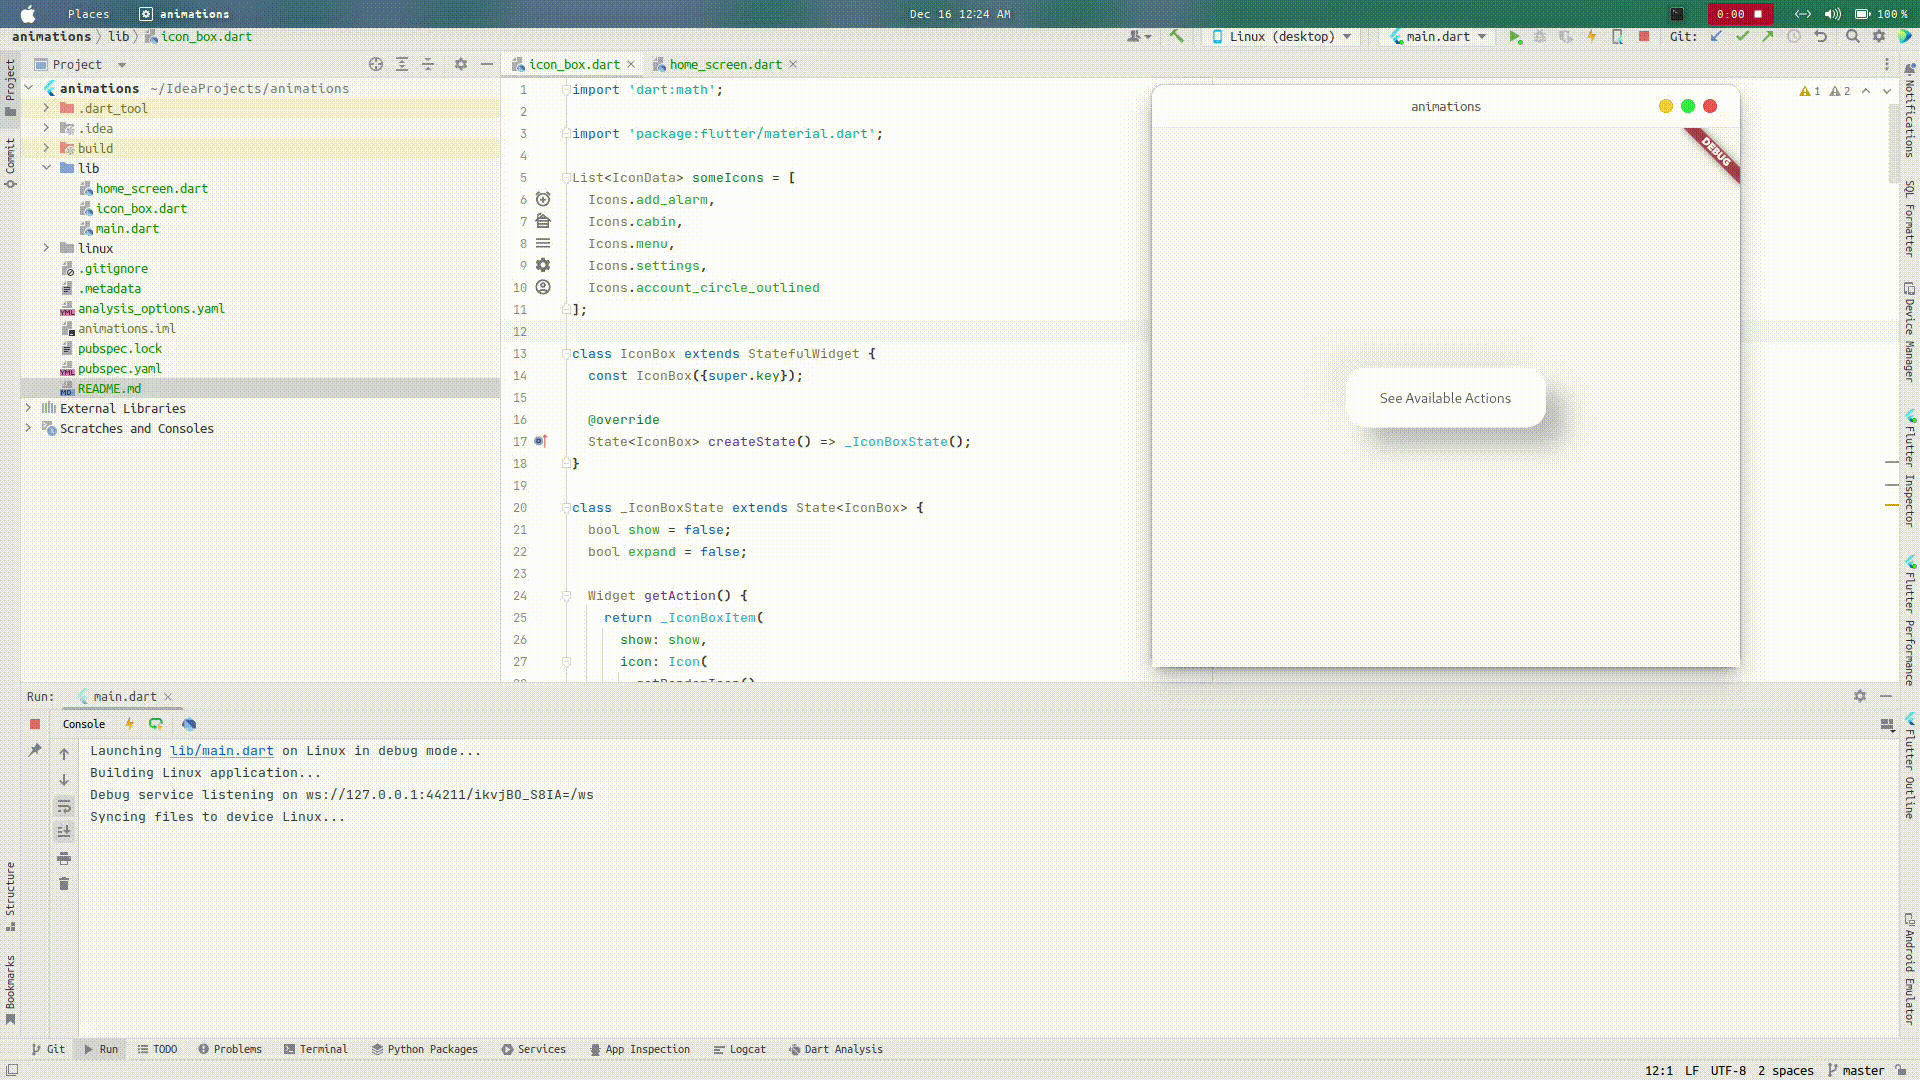 Places animations Dec 16 12:24 AM 0:00 100 %
animations lib icon_box.dart Linux (desktop) main.dart Git:
Project
icon_box.dart
home_screen.dart
animations ~/IdeaProjects/animations
.dart_tool
.idea
build
lib
home_screen.dart
icon_box.dart
main.dart
linux
.gitignore
.metadata
analysis_options.yaml
animations.iml
pubspec.lock
pubspec.yaml
README.md
External Libraries
Scratches and Consoles
Project
Commit
Structure
Bookmarks
1 import 'dart:math';
2
3 import 'package:flutter/material.dart';
4
5 List<IconData> someIcons = [
6 Icons.add_alarm,
7 Icons.cabin,
8 Icons.menu,
9 Icons.settings,
10 Icons.account_circle_outlined
11 ];
12
13 class IconBox extends StatefulWidget {
14 const IconBox({super.key});
15
16 @override
17 State<IconBox> createState() => _IconBoxState();
18 }
19
20 class _IconBoxState extends State<IconBox> {
21 bool show = false;
22 bool expand = false;
23
24 Widget getAction() {
25 return _IconBoxItem(
26 show: show,
27 icon: Icon(
1 2
animations
DEBUG
See Available Actions
Notifications
SQL Formatter
Device Manager
Flutter Inspector
Flutter Performance
Flutter Outline
Android Emulator
Run: main.dart
Console
Launching lib/main.dart on Linux in debug mode...
Building Linux application...
Debug service listening on ws://127.0.0.1:44211/ikvjBO_S8IA=/ws
Syncing files to device Linux...
Git Run TODO Problems Terminal Python Packages Services App Inspection Logcat Dart Analysis
12:1 LF UTF-8 2 spaces master